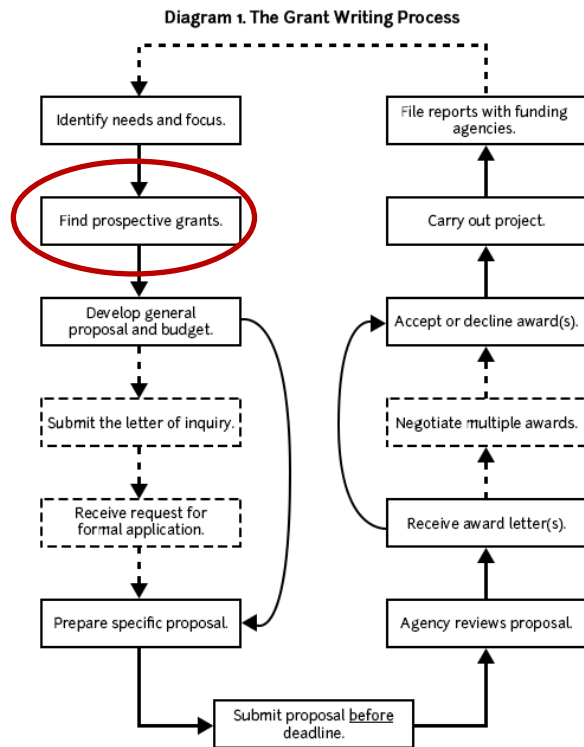 Diagram 1. The Grant Writing Process
Identify needs and focus.
Find prospective grants.
Develop general
proposal and budget.
Submit the letter of inquiry.
Receive request for
formal application.
Prepare specific proposal.
Submit proposal before
deadline.
Agency reviews proposal.
Receive award letter(s).
Negotiate multiple awards.
Accept or decline award(s).
Carry out project.
File reports with funding
agencies.